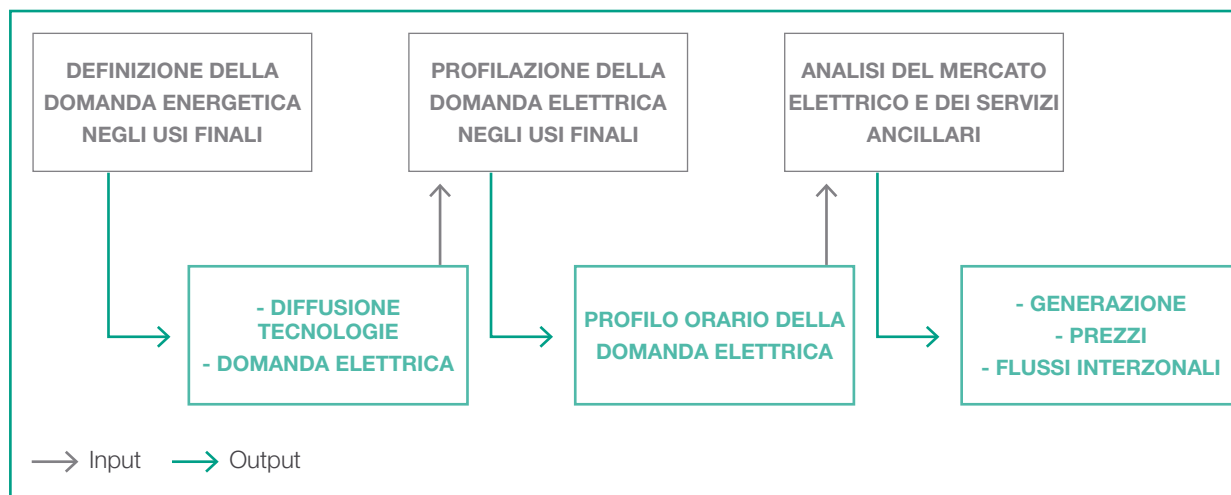 DEFINIZIONE DELLA
DOMANDA ENERGETICA
NEGLI USI FINALI
PROFILAZIONE DELLA
DOMANDA ELETTRICA
NEGLI USI FINALI
ANALISI DEL MERCATO
ELETTRICO E DEI SERVIZI
ANCILLARI
- DIFFUSIONE
TECNOLOGIE
- DOMANDA ELETTRICA
PROFILO ORARIO DELLA
DOMANDA ELETTRICA
- GENERAZIONE
- PREZZI
- FLUSSI INTERZONALI
Input
Output